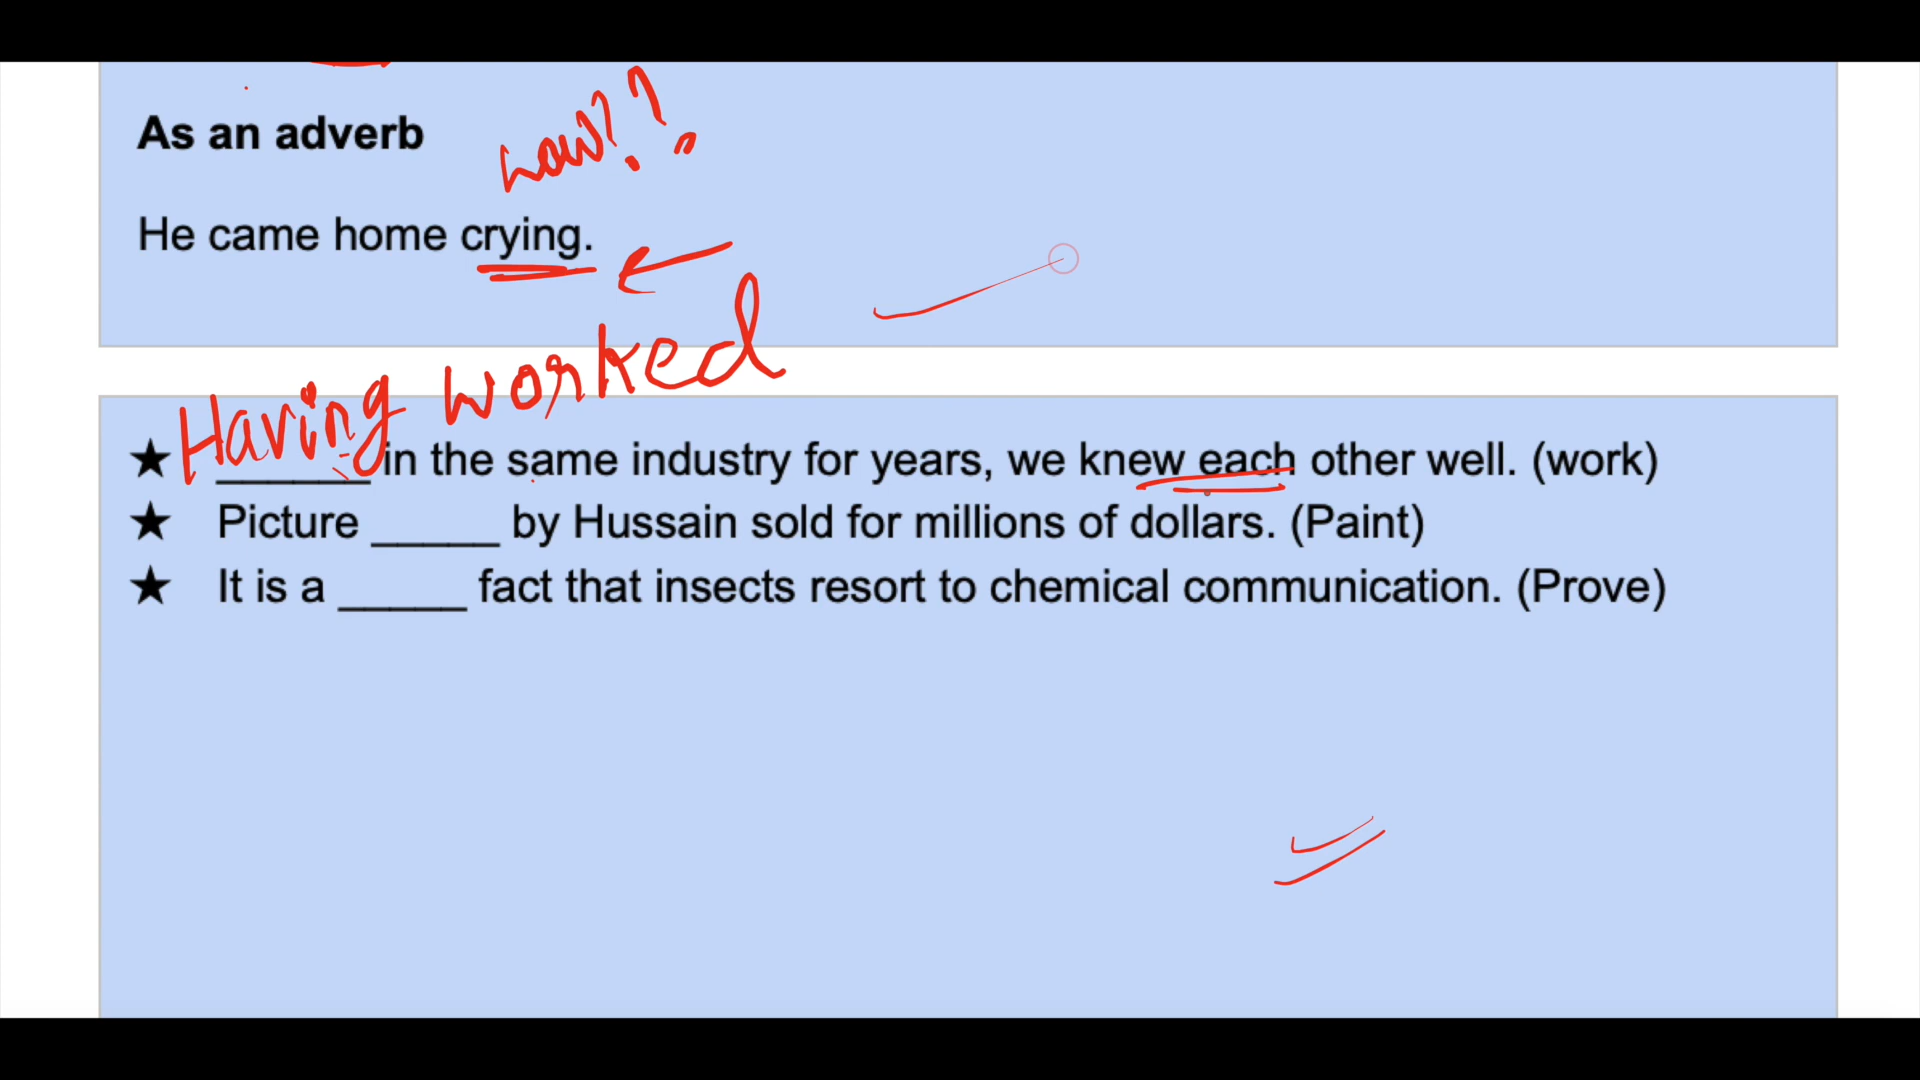 As an adverb
how??
He came home crying.
Having worked
★ ______ in the same industry for years, we knew each other well. (work)
★ Picture _____ by Hussain sold for millions of dollars. (Paint)
★ It is a _____ fact that insects resort to chemical communication. (Prove)